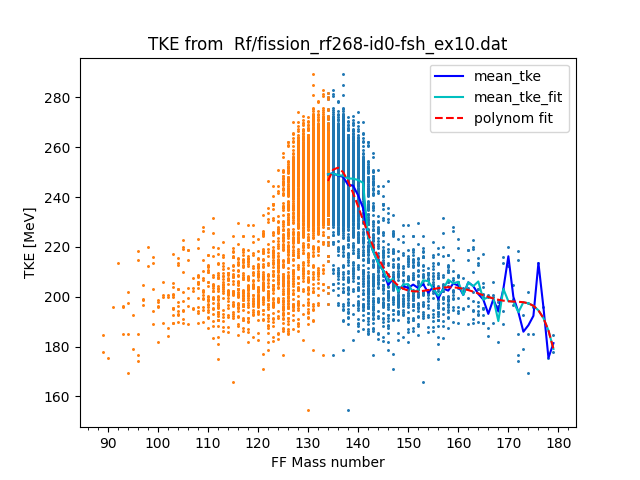 TKE from  Rf/fission_rf268-id0-fsh_ex10.dat
mean_tke
mean_tke_fit
polynom fit
TKE [MeV]
280
260
240
220
200
180
160
90 100 110 120 130 140 150 160 170 180
FF Mass number